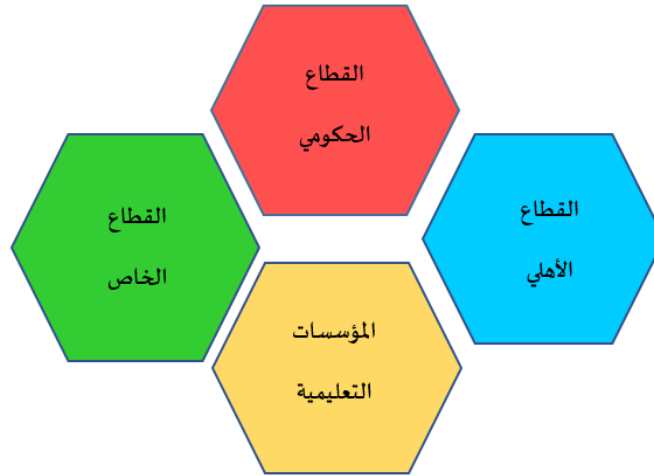 القطاع
الحكومي
القطاع
الأهلي
القطاع
الخاص
المؤسسات
التعليمية